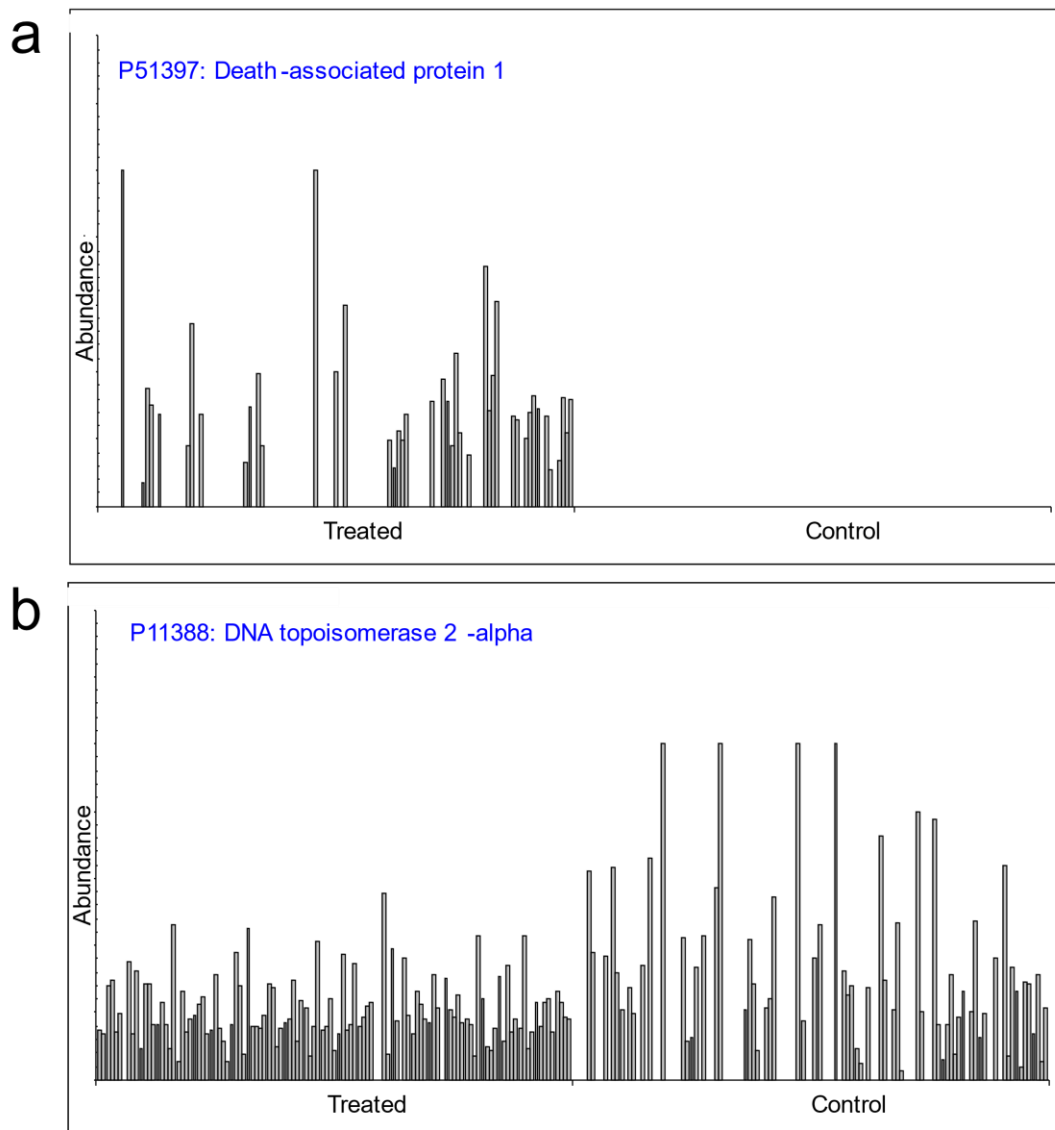 a
P51397: Death-associated protein 1
Abundance
Treated
Control
b
P11388: DNA topoisomerase 2 -alpha
Abundance
Treated
Control